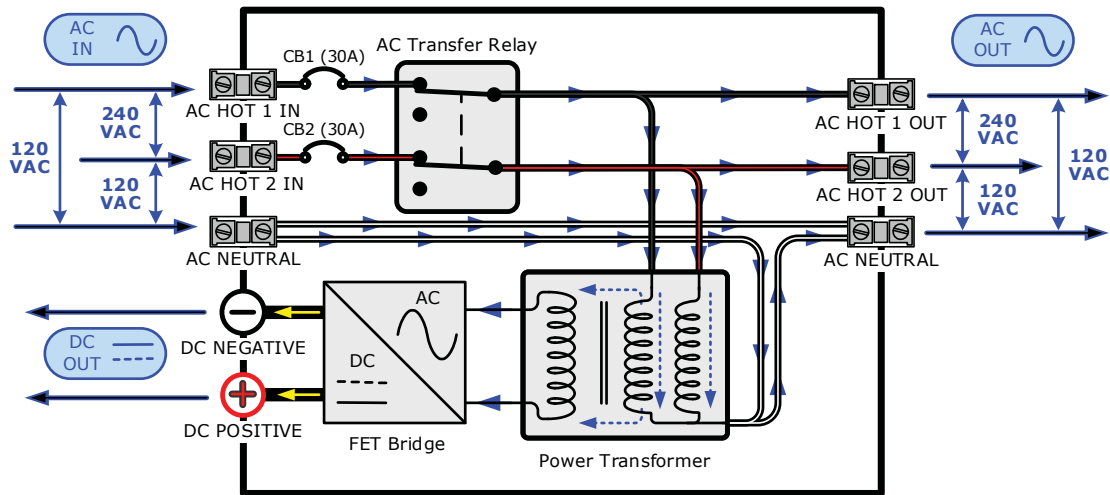 AC
IN
CB1 (30A)
AC Transfer Relay
AC
OUT
AC HOT 1 IN
AC HOT 1 OUT
240
VAC
CB2 (30A)
240
VAC
120
VAC
120
VAC
AC HOT 2 IN
AC HOT 2 OUT
120
VAC
120
VAC
AC NEUTRAL
AC NEUTRAL
AC
DC NEGATIVE
DC
OUT
DC
DC POSITIVE
FET Bridge
Power Transformer